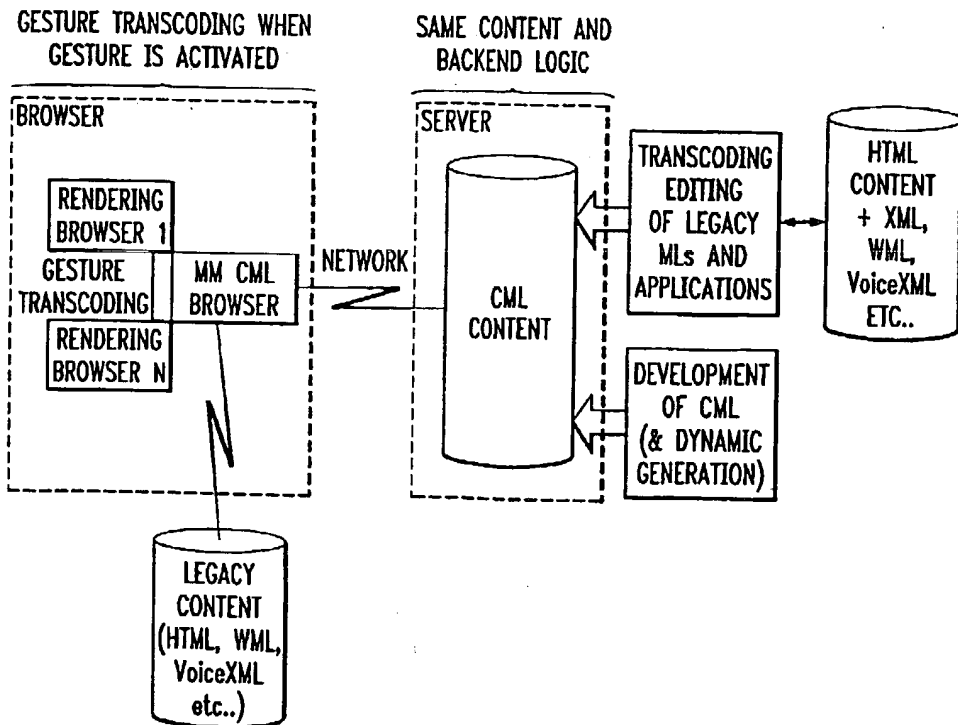 GESTURE TRANSCODING WHEN
GESTURE IS ACTIVATED
SAME CONTENT AND
BACKEND LOGIC
BROWSER
RENDERING
BROWSER 1
GESTURE
TRANSCODING
MM CML
BROWSER
RENDERING
BROWSER N
NETWORK
SERVER
CML
CONTENT
TRANSCODING
EDITING
OF LEGACY
MLs AND
APPLICATIONS
HTML
CONTENT
+ XML,
WML,
VoiceXML
ETC..
DEVELOPMENT
OF CML
(& DYNAMIC
GENERATION)
LEGACY
CONTENT
(HTML, WML,
VoiceXML
etc..)